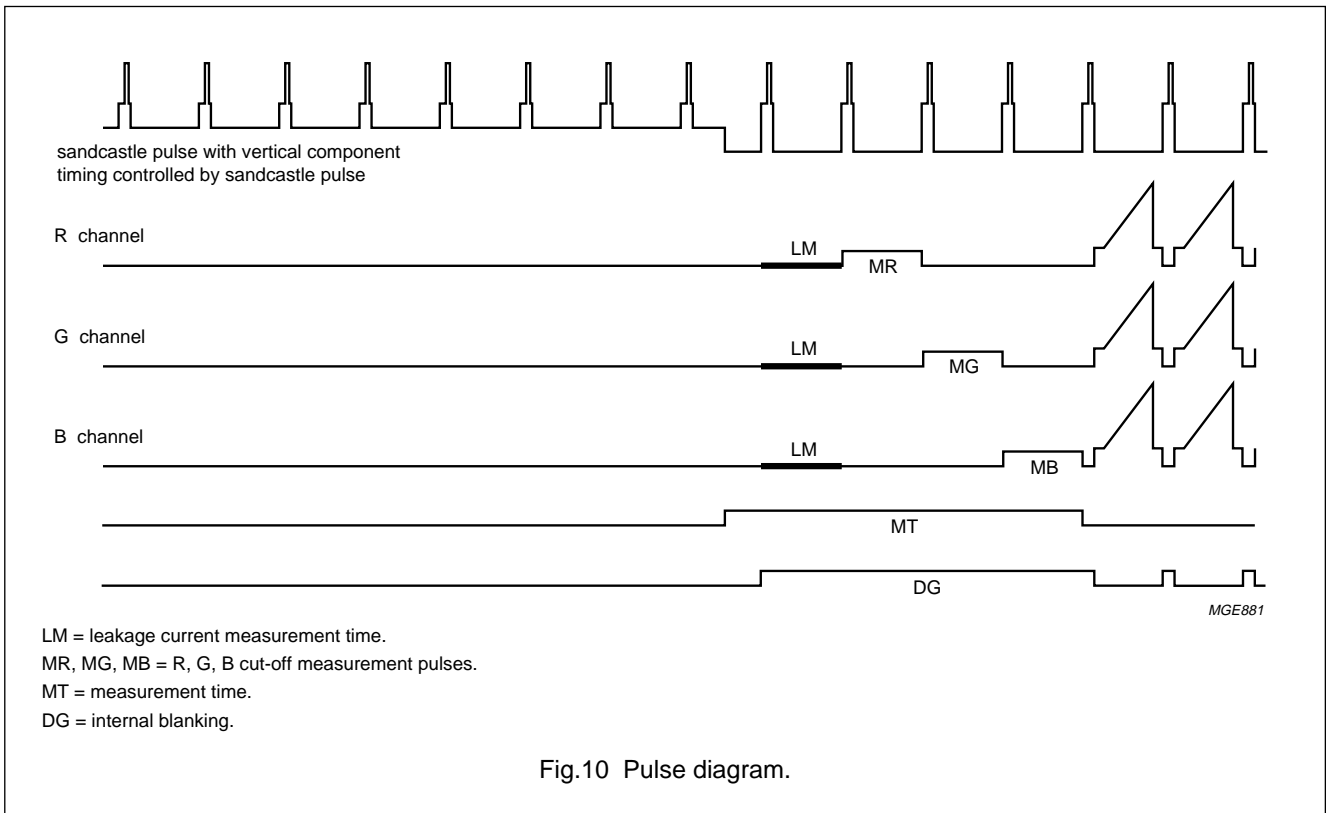 sandcastle pulse with vertical component
timing controlled by sandcastle pulse
R channel
LM
MR
G channel
LM
MG
B channel
LM
MB
MT
DG
MGE881
LM = leakage current measurement time.
MR, MG, MB = R, G, B cut-off measurement pulses.
MT = measurement time.
DG = internal blanking.
Fig.10 Pulse diagram.